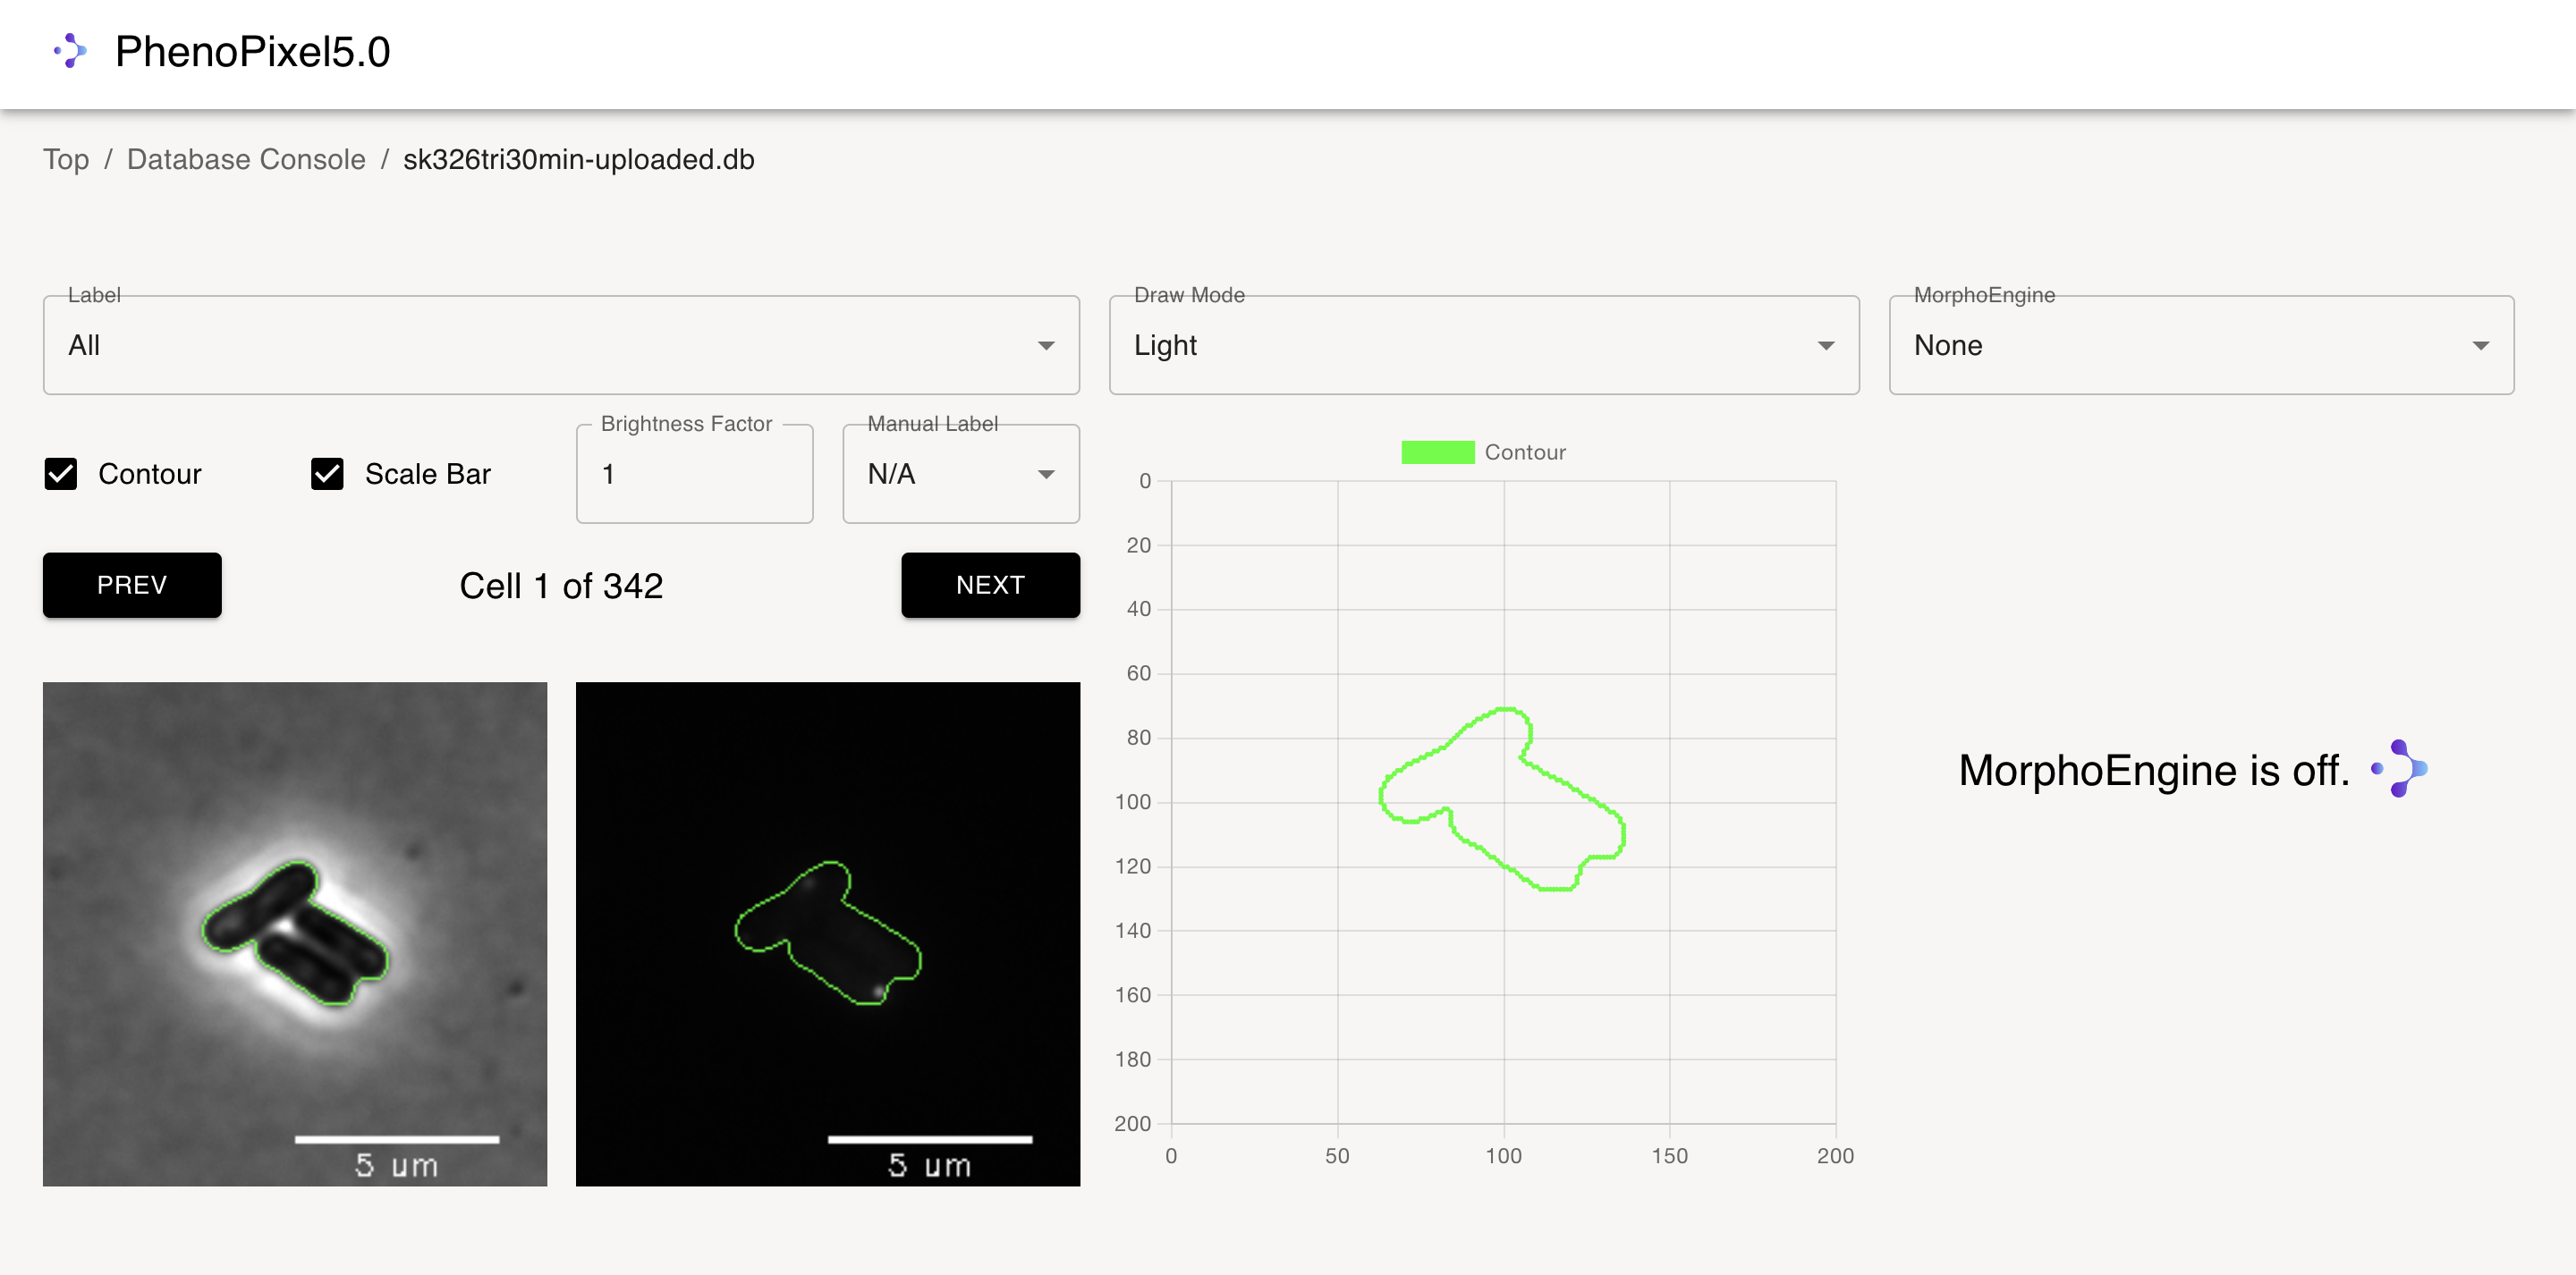 PhenoPixel5.0
Top / Database Console / sk326tri30min-uploaded.db
Label
All
Draw Mode
Light
MorphoEngine
None
Contour
Scale Bar
Brightness Factor
1
Manual Label
N/A
PREV
Cell 1 of 342
NEXT
5 um
5 um
Contour
0
20
40
60
80
100
120
140
160
180
200
0 50 100 150 200
MorphoEngine is off.